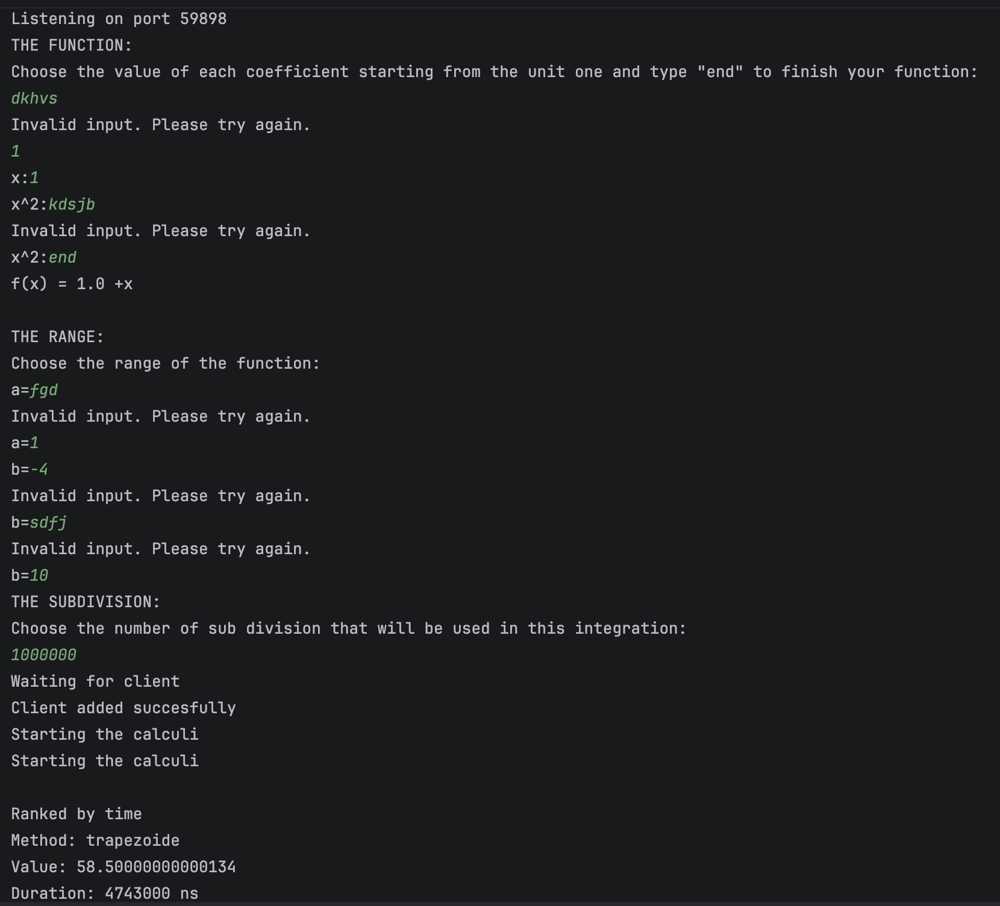 Listening on port 59898
THE FUNCTION:
Choose the value of each coefficient starting from the unit one and type "end" to finish your function:
dkhvs
Invalid input. Please try again.
1
x:1
x^2:kdsjb
Invalid input. Please try again.
x^2:end
f(x) = 1.0 +x
THE RANGE:
Choose the range of the function:
a=fgd
Invalid input. Please try again.
a=1
b=-4
Invalid input. Please try again.
b=sdfj
Invalid input. Please try again.
b=10
THE SUBDIVISION:
Choose the number of sub division that will be used in this integration:
1000000
Waiting for client
Client added succesfully
Starting the calculi
Starting the calculi
Ranked by time
Method: trapezoide
Value: 58.50000000000134
Duration: 4743000 ns